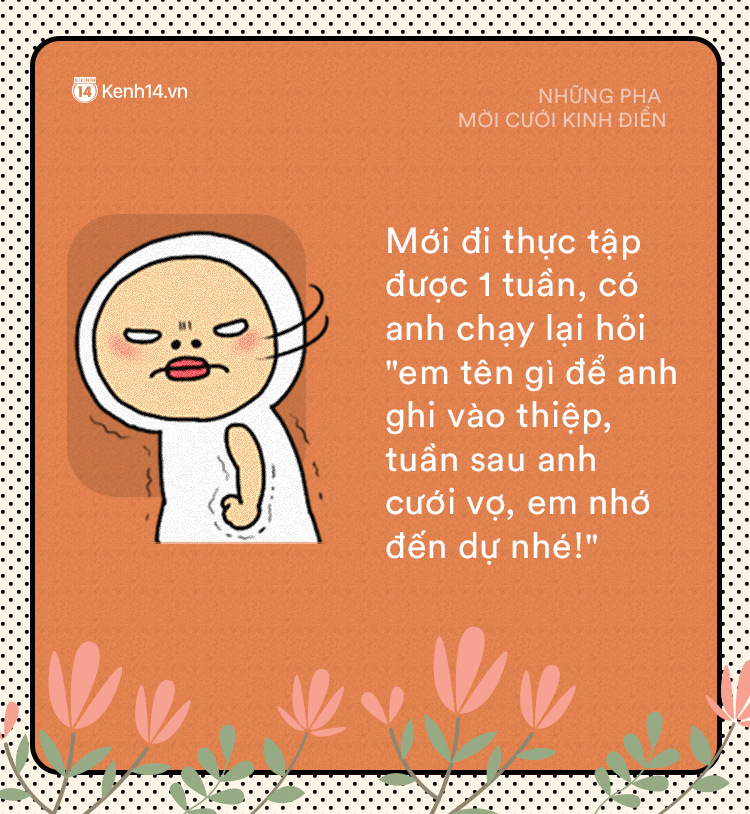 KENH
14
Kenh14.vn
NHỮNG PHA
MỜI CƯỚI KINH ĐIỂN
Mới đi thực tập
được 1 tuần, có
anh chạy lại hỏi
"em tên gì để anh
ghi vào thiệp,
tuần sau anh
cưới vợ, em nhớ
đến dự nhé!"